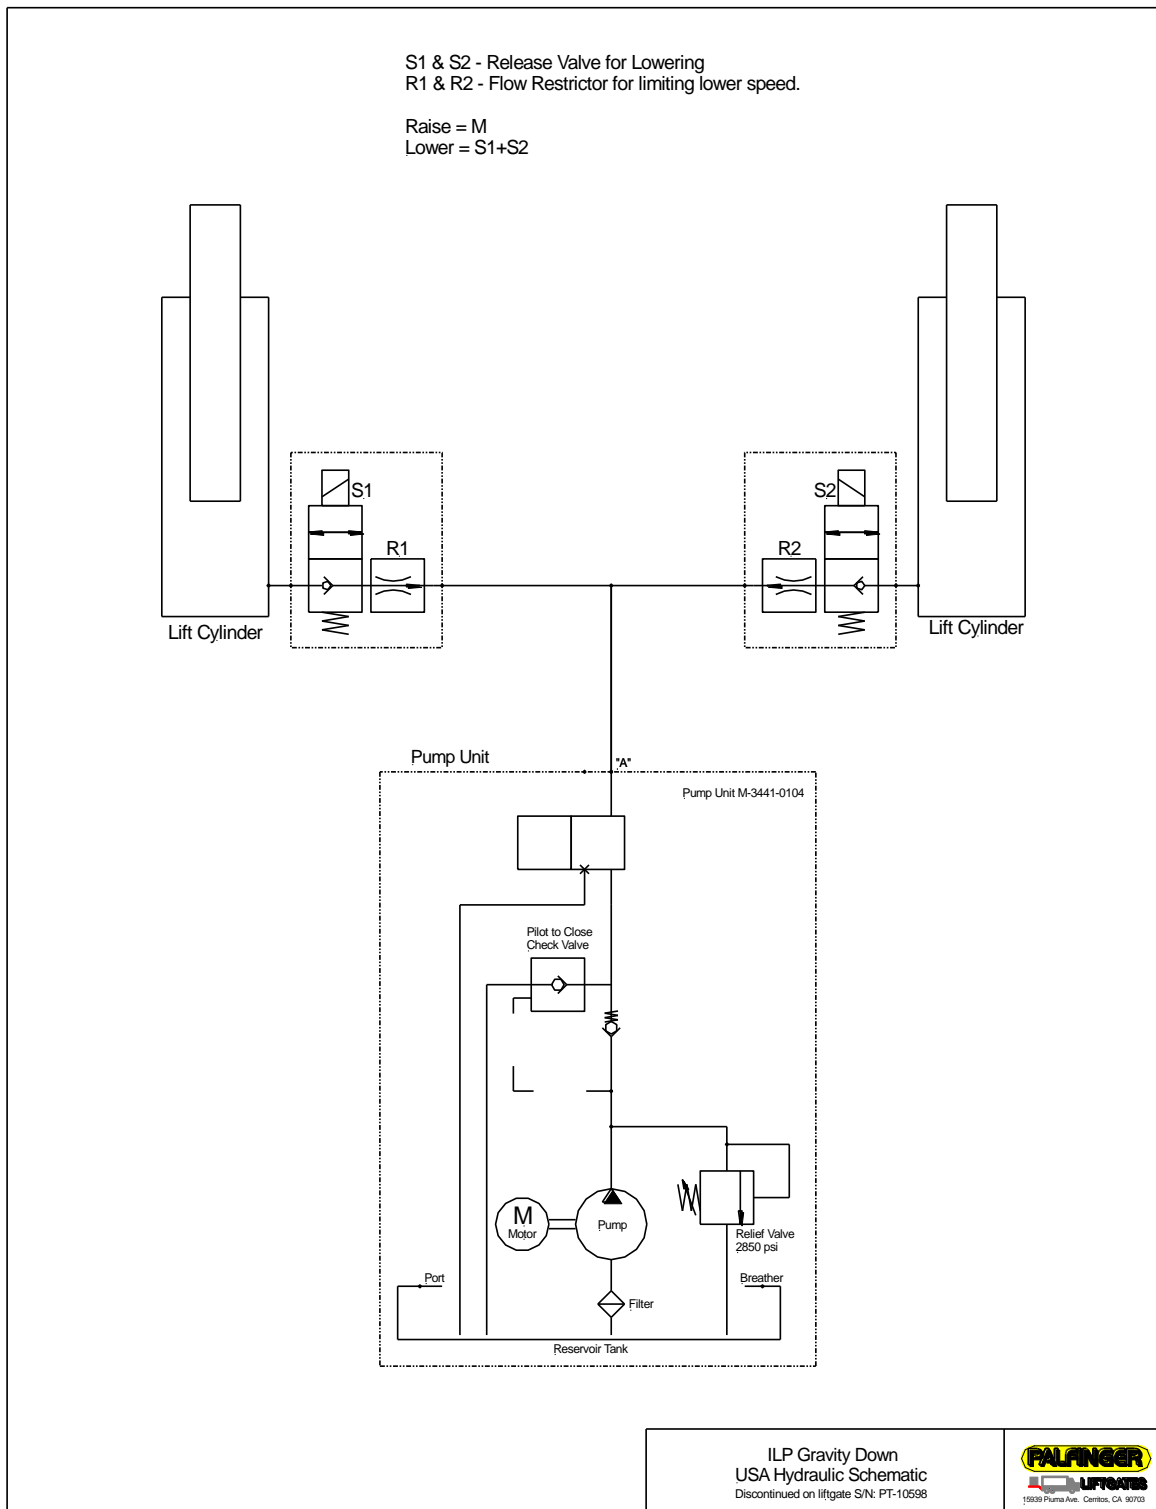 S1 & S2 - Release Valve for Lowering
R1 & R2 - Flow Restrictor for limiting lower speed.
Raise = M
Lower = S1+S2
S1
R1
S2
R2
Lift Cylinder
Lift Cylinder
Pump Unit
"A"
Pump Unit M-3441-0104
Pilot to Close
Check Valve
M
Motor
Pump
Relief Valve
2850 psi
Port
Breather
Filter
Reservoir Tank
ILP Gravity Down
USA Hydraulic Schematic
Discontinued on liftgate S/N: PT-10598
PALFINGER
LIFTGATES
15939 Piuma Ave. Cerritos, CA 90703